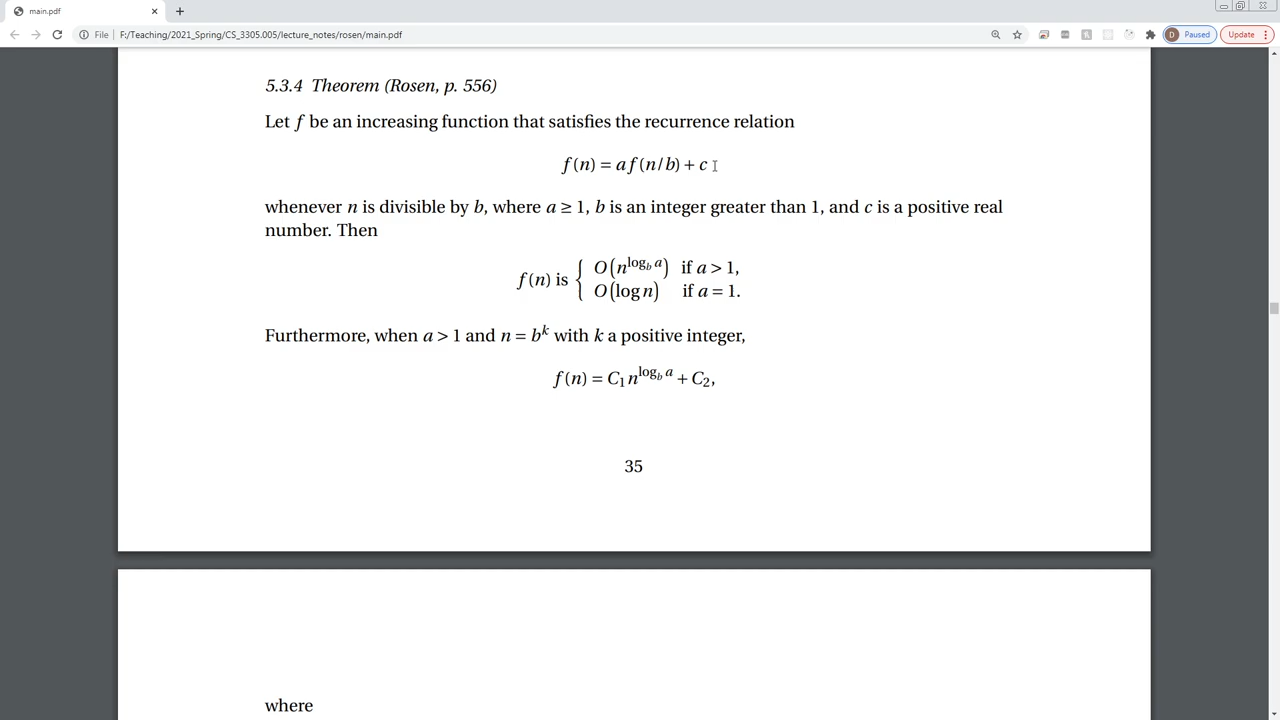 main.pdf
File F:/Teaching/2021_Spring/CS_3305.005/lecture_notes/rosen/main.pdf D Paused Update
5.3.4 Theorem (Rosen, p. 556)
Let f be an increasing function that satisfies the recurrence relation
f(n) = af(n/b) + c
whenever n is divisible by b, where a ≥ 1, b is an integer greater than 1, and c is a positive real
number. Then
f(n) is { O(n^{log_b a}) if a > 1,
O(log n) if a = 1.
Furthermore, when a > 1 and n = b^k with k a positive integer,
f(n) = C₁n^{log_b a} + C₂,
35
where